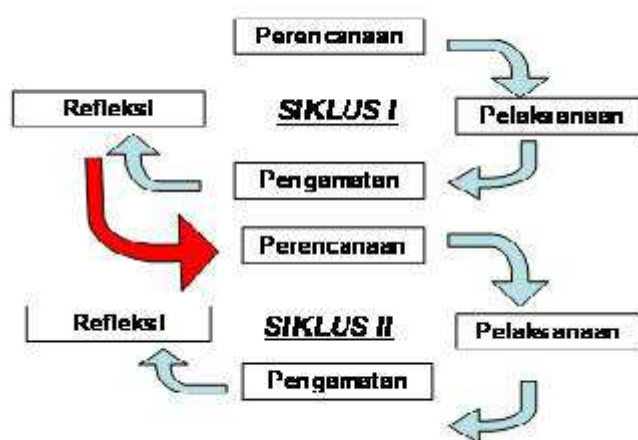 Perencanaan
Refleksi
SIKLUS I
Pelaksanaan
Pengamatan
Perencanaan
Refleksi
SIKLUS II
Pelaksanaan
Pengamatan